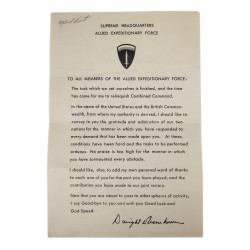 SUPREME HEADQUARTERS
ALLIED EXPEDITIONARY FORCE
TO ALL MEMBERS OF THE ALLIED EXPEDITIONARY FORCE:
The task which we set ourselves is finished, and the time
has come for me to relinquish Combined Command.
In the name of the United States and the British Common-
wealth, from whom my authority is derived, I should like to
convey to you the gratitude and admiration of our two
nations for the manner in which you have responded to
every demand that has been made upon you. At times,
conditions have been hard and the tasks to be performed
arduous. No praise is too high for the manner in which
you have surmounted every obstacle.
I should like, also, to add my own personal word of thanks
to each one of you for the part you have played, and the
contribution you have made to our joint victory.
Now that you are about to pass to other spheres of activity,
I say Good-bye to you and wish you Good Luck and
God-Speed.
Dwight Eisenhower